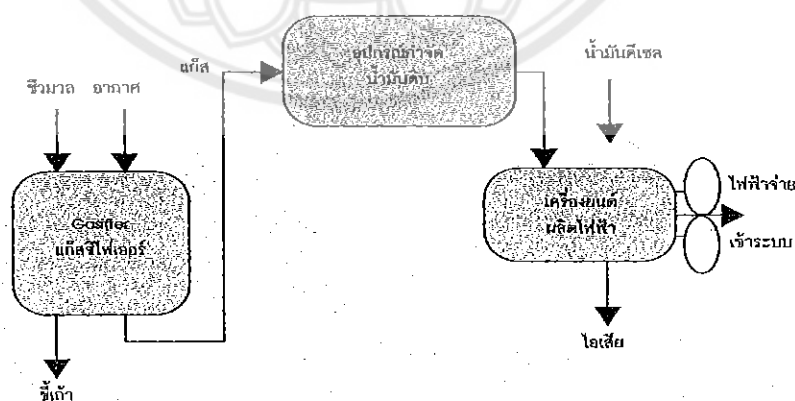 แก๊ส
อุปกรณ์กำจัด
น้ำมันดิบ
น้ำมันดีเซล
ชีวมวล
อากาศ
Gasifier
แก๊สซิไฟเออร์
เครื่องยนต์
ผลิตไฟฟ้า
ไฟฟ้าจ่าย
เข้าระบบ
ไอเสีย
ขี้เถ้า